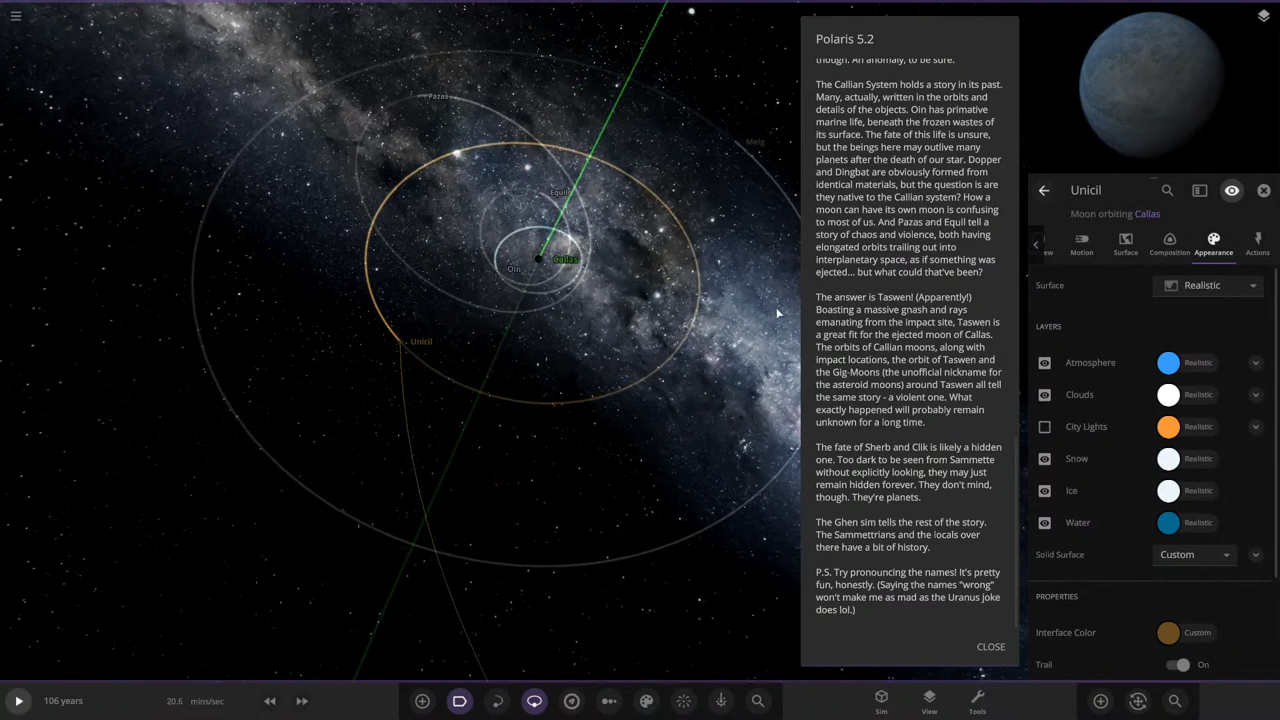 Polaris 5.2
though. An anomaly, to be sure.
The Callian System holds a story in its past.
Many, actually, written in the orbits and
details of the objects. Oin has primative
marine life, beneath the frozen wastes of
its surface. The fate of this life is unsure,
but the beings here may outlive many
planets after the death of our star. Dopper
and Dingbat are obviously formed from
identical materials, but the question is are
they native to the Callian system? How a
moon can have its own moon is confusing
to most of us. And Pazas and Equil tell a
story of chaos and violence, both having
elongated orbits trailing out into
interplanetary space, as if something was
ejected... but what could that've been?
The answer is Taswen! (Apparently!)
Boasting a massive gnash and rays
emanating from the impact site, Taswen is
a great fit for the ejected moon of Callas.
The orbits of Callian moons, along with
impact locations, the orbit of Taswen and
the Gig-Moons (the unofficial nickname for
the asteroid moons) around Taswen all tell
the same story - a violent one. What
exactly happened will probably remain
unknown for a long time.
The fate of Sherb and Clik is likely a hidden
one. Too dark to be seen from Sammette
without explicitly looking, they may just
remain hidden forever. They don't mind,
though. They're planets.
The Ghen sim tells the rest of the story.
The Sammettrians and the locals over
there have a bit of history.
P.S. Try pronouncing the names! It's pretty
fun, honestly. (Saying the names "wrong"
won't make me as mad as the Uranus joke
does lol.)
CLOSE
Pazas
Melg
Equil
Callas
Oin
Unicil
Unicil
Moon orbiting Callas
ew
Motion
Surface
Composition
Appearance
Actions
Surface
Realistic
LAYERS
Atmosphere
Realistic
Clouds
Realistic
City Lights
Realistic
Snow
Realistic
Ice
Realistic
Water
Realistic
Solid Surface
Custom
PROPERTIES
Interface Color
Custom
Trail
On
106 years
20.6 mins/sec
Sim
View
Tools